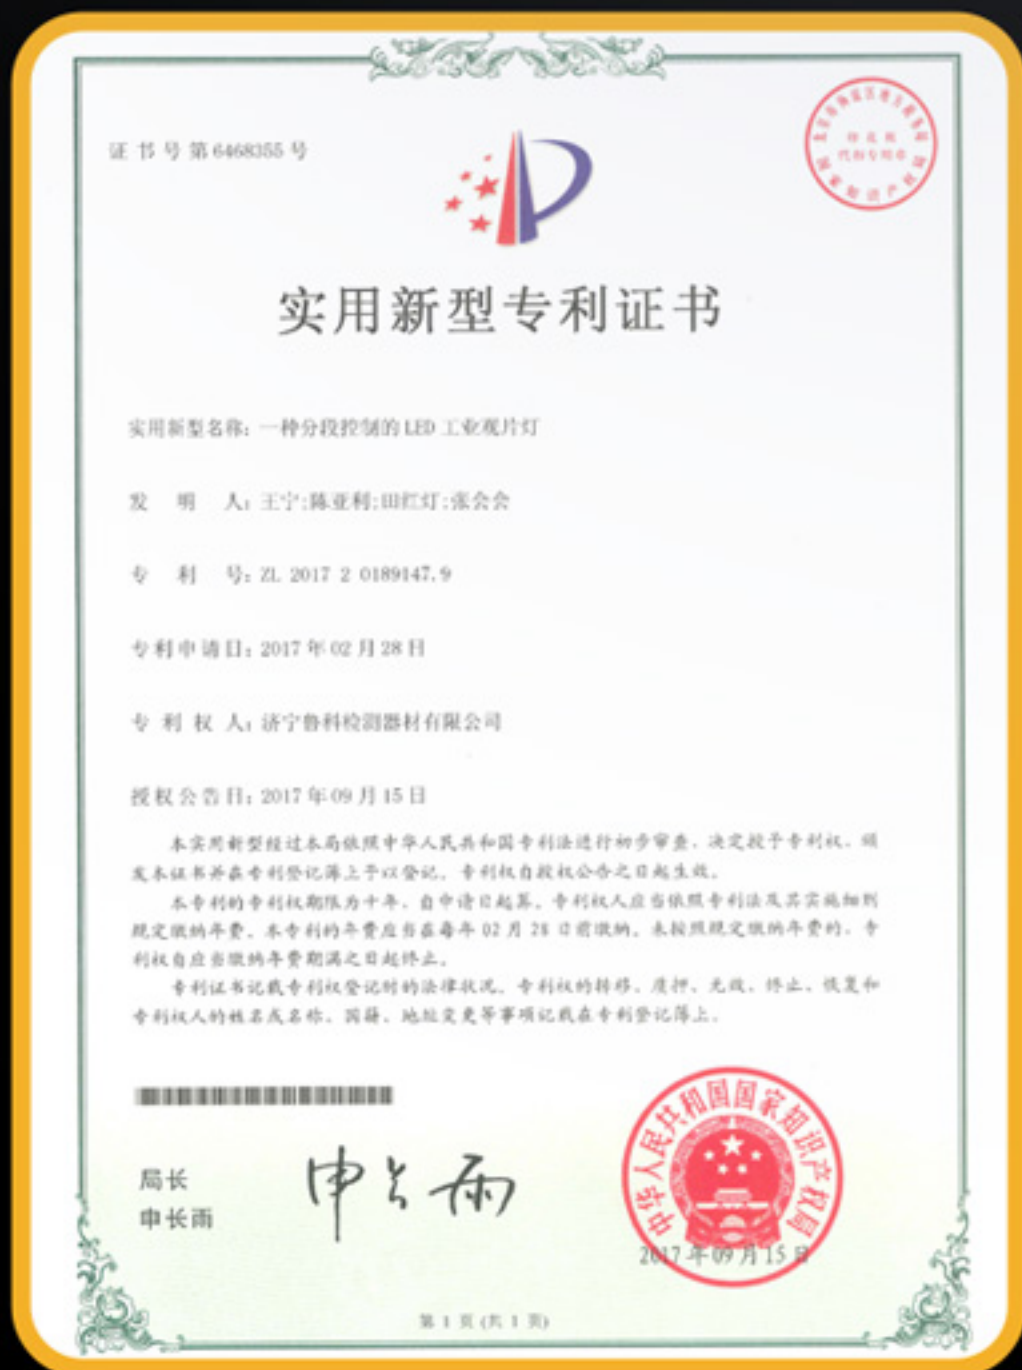 证书号第6468355号
实用新型专利证书
实用新型名称：一种分段控制的LED工业观片灯
发明人：王宁;陈亚利;田红灯;张会会
专利号：ZL 2017 2 0189147.9
专利申请日：2017年02月28日
专利权人：济宁鲁科检测器材有限公司
授权公告日：2017年09月15日
本实用新型经过本局依照中华人民共和国专利法进行初步审查，决定授予专利权，颁
发本证书并在专利登记簿上予以登记。专利权自授权公告之日起生效。
本专利的专利权期限为十年，自申请日起算。专利权人应当依照专利法及其实施细则
规定缴纳年费。本专利的年费应当在每年02月28日前缴纳。未按照规定缴纳年费的，专
利权自应当缴纳年费期满之日起终止。
专利证书记载专利权登记时的法律状况。专利权的转移、质押、无效、终止、恢复和
专利权人的姓名或名称、国籍、地址变更等事项记载在专利登记簿上。
局长
申长雨
申长雨
中华人民共和国国家知识产权局
2017年09月15日
第1页(共1页)